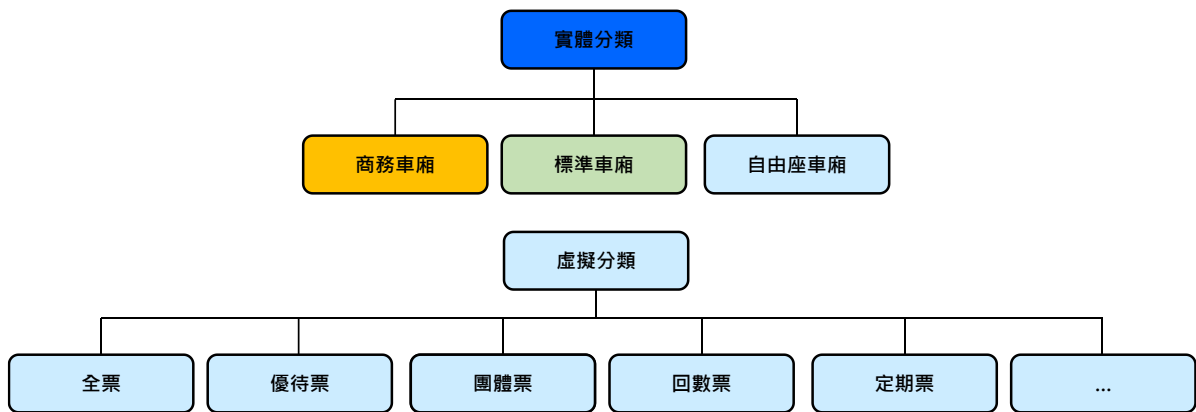 實體分類
商務車廂
標準車廂
自由座車廂
虛擬分類
全票
優待票
團體票
回數票
定期票
...